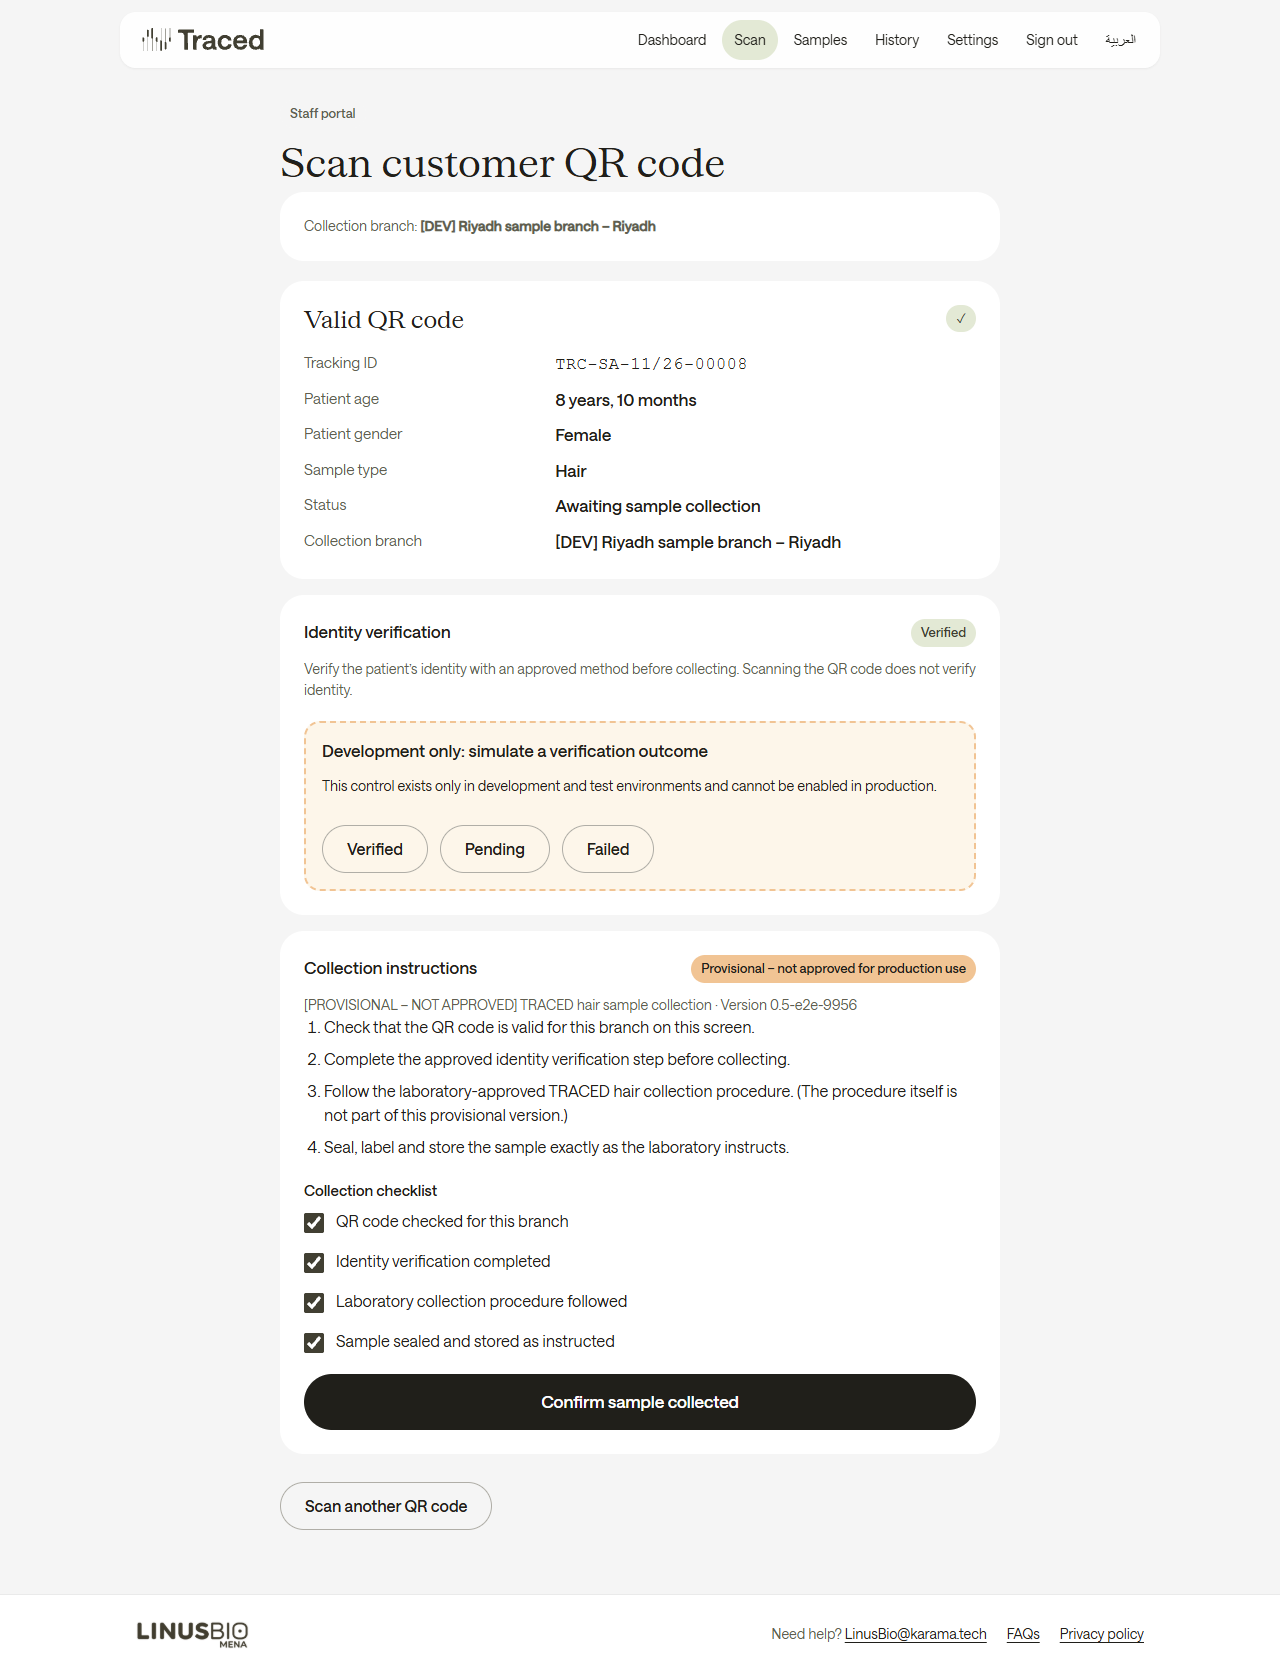 Traced
Dashboard
Scan
Samples
History
Settings
Sign out
العربية
Staff portal
Scan customer QR code
Collection branch: [DEV] Riyadh sample branch – Riyadh
Valid QR code
✓
Tracking ID
TRC-SA-11/26-00008
Patient age
8 years, 10 months
Patient gender
Female
Sample type
Hair
Status
Awaiting sample collection
Collection branch
[DEV] Riyadh sample branch – Riyadh
Identity verification
Verified
Verify the patient's identity with an approved method before collecting. Scanning the QR code does not verify
identity.
Development only: simulate a verification outcome
This control exists only in development and test environments and cannot be enabled in production.
Verified
Pending
Failed
Collection instructions
Provisional – not approved for production use
[PROVISIONAL – NOT APPROVED] TRACED hair sample collection · Version 0.5-e2e-9956
1. Check that the QR code is valid for this branch on this screen.
2. Complete the approved identity verification step before collecting.
3. Follow the laboratory-approved TRACED hair collection procedure. (The procedure itself is
not part of this provisional version.)
4. Seal, label and store the sample exactly as the laboratory instructs.
Collection checklist
QR code checked for this branch
Identity verification completed
Laboratory collection procedure followed
Sample sealed and stored as instructed
Confirm sample collected
Scan another QR code
LINUSBIO
MENA
Need help? LinusBio@karama.tech
FAQs
Privacy policy